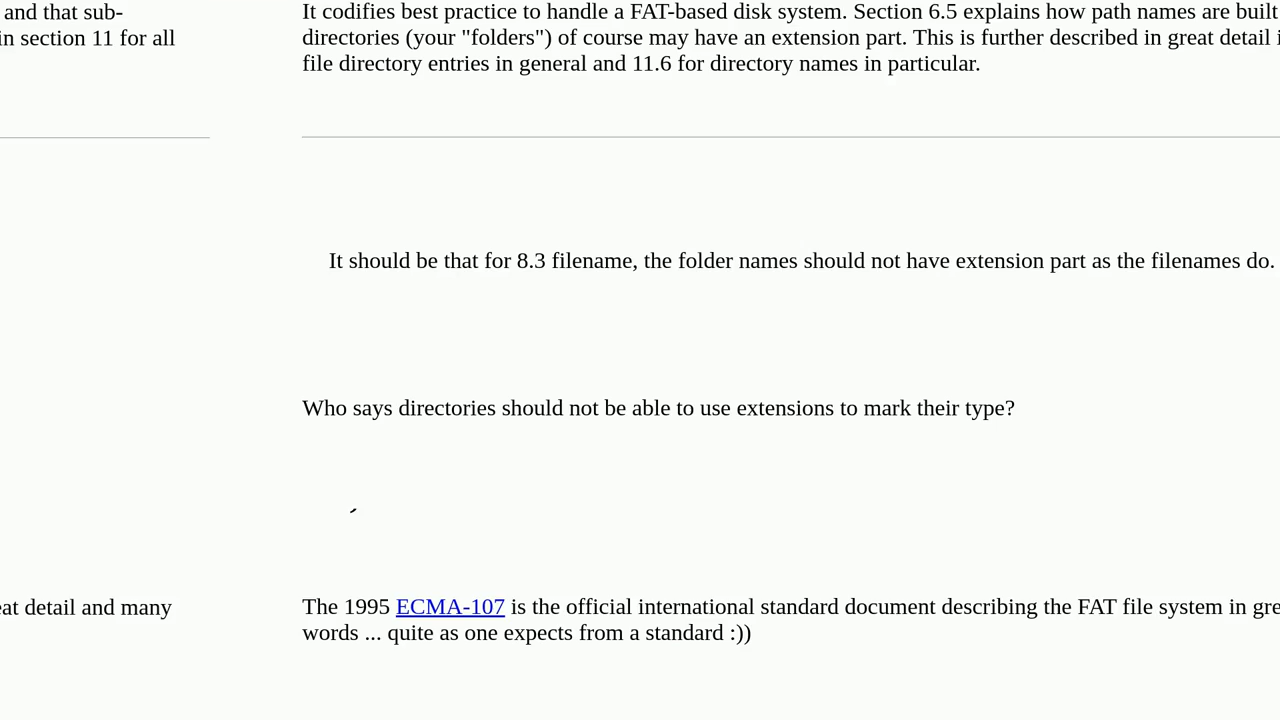 and that sub-
in section 11 for all
It codifies best practice to handle a FAT-based disk system. Section 6.5 explains how path names are built
directories (your "folders") of course may have an extension part. This is further described in great detail
file directory entries in general and 11.6 for directory names in particular.
It should be that for 8.3 filename, the folder names should not have extension part as the filenames do.
Who says directories should not be able to use extensions to mark their type?
detail and many
The 1995 ECMA-107 is the official international standard document describing the FAT file system in
words ... quite as one expects from a standard :))